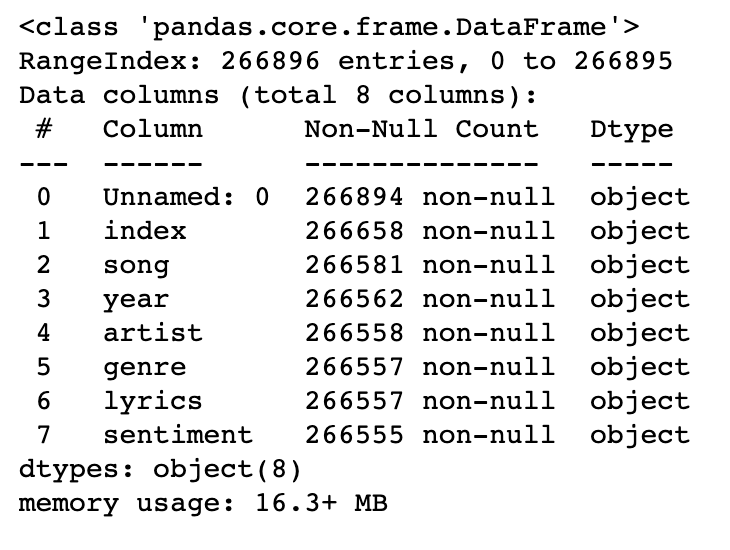 <class 'pandas.core.frame.DataFrame'>
RangeIndex: 266896 entries, 0 to 266895
Data columns (total 8 columns):
 #   Column      Non-Null Count   Dtype
---  ------      --------------   -----
 0   Unnamed: 0  266894 non-null  object
 1   index       266658 non-null  object
 2   song        266581 non-null  object
 3   year        266562 non-null  object
 4   artist      266558 non-null  object
 5   genre       266557 non-null  object
 6   lyrics      266557 non-null  object
 7   sentiment   266555 non-null  object
dtypes: object(8)
memory usage: 16.3+ MB